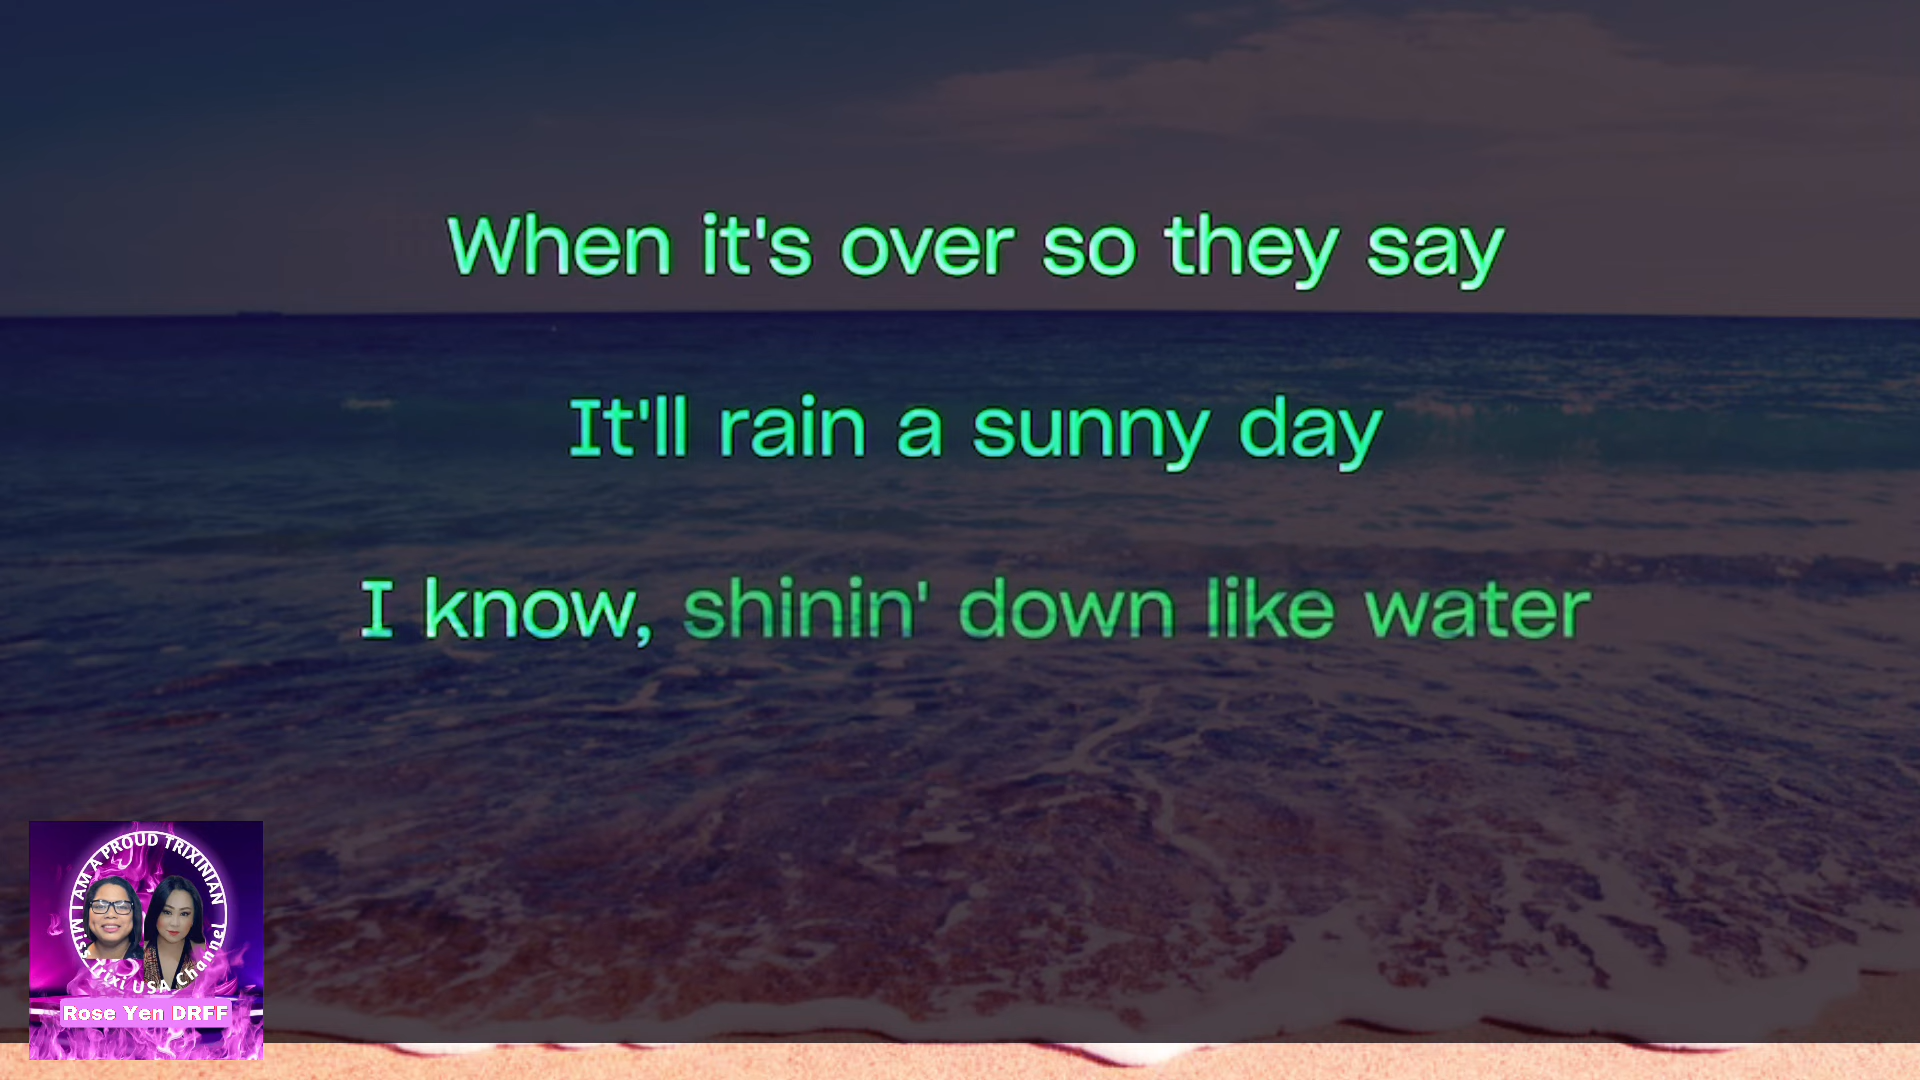 When it's over so they say
It'll rain a sunny day
I know, shinin' down like water
I AM A PROUD TRIXINIAN
Miss Trixi USA Channel
Rose Yen DRFF